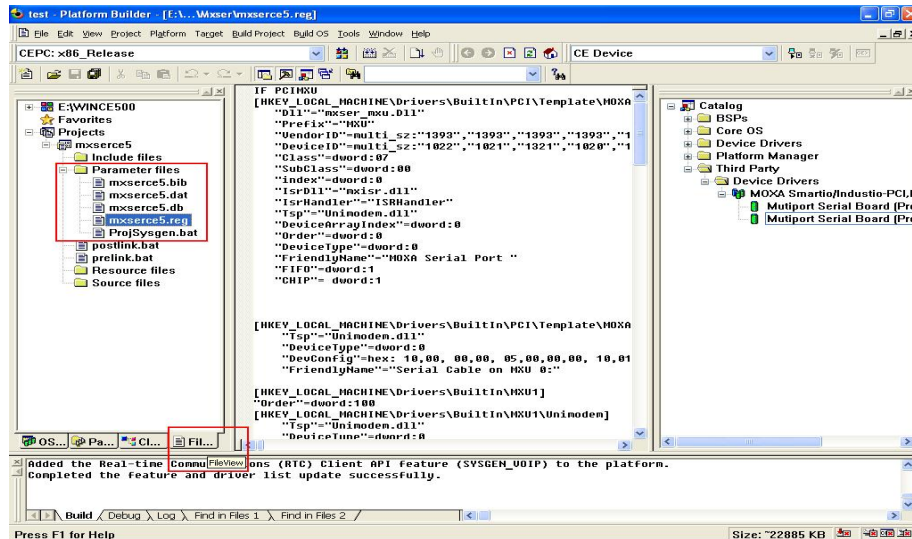 test - Platform Builder - [E:\...\Mxser\mxserce5.reg]
File Edit View Project Platform Target Build Project Build OS Tools Window Help
CEPC: x86_Release
CE Device
E:\WINCE500
Favorites
Projects
mxserce5
Include files
Parameter files
mxserce5.bib
mxserce5.dat
mxserce5.db
mxserce5.reg
ProjSysgen.bat
postlink.bat
prelink.bat
Resource files
Source files
OS... Pa... Cl... Fil...
FileView
IF PCIMXU
[HKEY_LOCAL_MACHINE\Drivers\BuiltIn\PCI\Template\MOXA
"Dll"="mxser_mxu.Dll"
"Prefix"="MXU"
"VendorID"=multi_sz:"1393","1393","1393","1393","1
"DeviceID"=multi_sz:"1022","1021","1321","1020","1
"Class"=dword:07
"SubClass"=dword:00
"index"=dword:0
"IsrDll"="mxisr.dll"
"IsrHandler"="ISRHandler"
"Tsp"="Unimodem.dll"
"DeviceArrayIndex"=dword:0
"Order"=dword:0
"DeviceType"=dword:0
"FriendlyName"="MOXA Serial Port "
"FIFO"=dword:1
"CHIP"= dword:1
[HKEY_LOCAL_MACHINE\Drivers\BuiltIn\PCI\Template\MOXA
"Tsp"="Unimodem.dll"
"DeviceType"=dword:0
"DevConfig"=hex: 10,00, 00,00, 05,00,00,00, 10,01
"FriendlyName"="Serial Cable on MXU 0:"
[HKEY_LOCAL_MACHINE\Drivers\BuiltIn\MXU1]
"Order"=dword:100
[HKEY_LOCAL_MACHINE\Drivers\BuiltIn\MXU1\Unimodem]
"Tsp"="Unimodem.dll"
"DeviceType"=dword:0
Catalog
BSPs
Core OS
Device Drivers
Platform Manager
Third Party
Device Drivers
MOXA Smartio/Industio-PCI,I
Mutiport Serial Board (Pro
Mutiport Serial Board (Pro
Added the Real-time Commu ons (RTC) Client API feature (SYSGEN_VOIP) to the platform.
Completed the feature and driver list update successfully.
Build Debug Log Find in Files 1 Find in Files 2
Press F1 for Help
Size: ~22885 KB